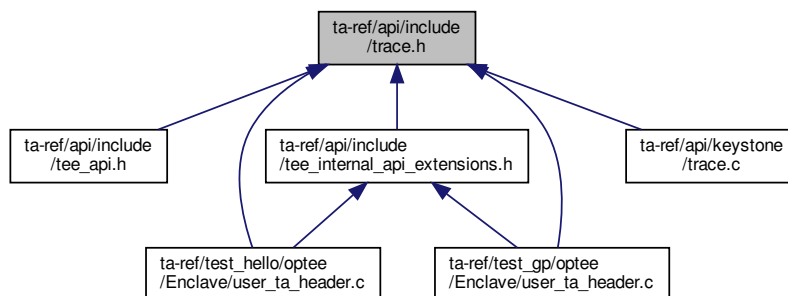 ta-ref/api/include
/trace.h
ta-ref/api/include
/tee_api.h
ta-ref/api/include
/tee_internal_api_extensions.h
ta-ref/api/keystone
/trace.c
ta-ref/test_hello/optee
/Enclave/user_ta_header.c
ta-ref/test_gp/optee
/Enclave/user_ta_header.c